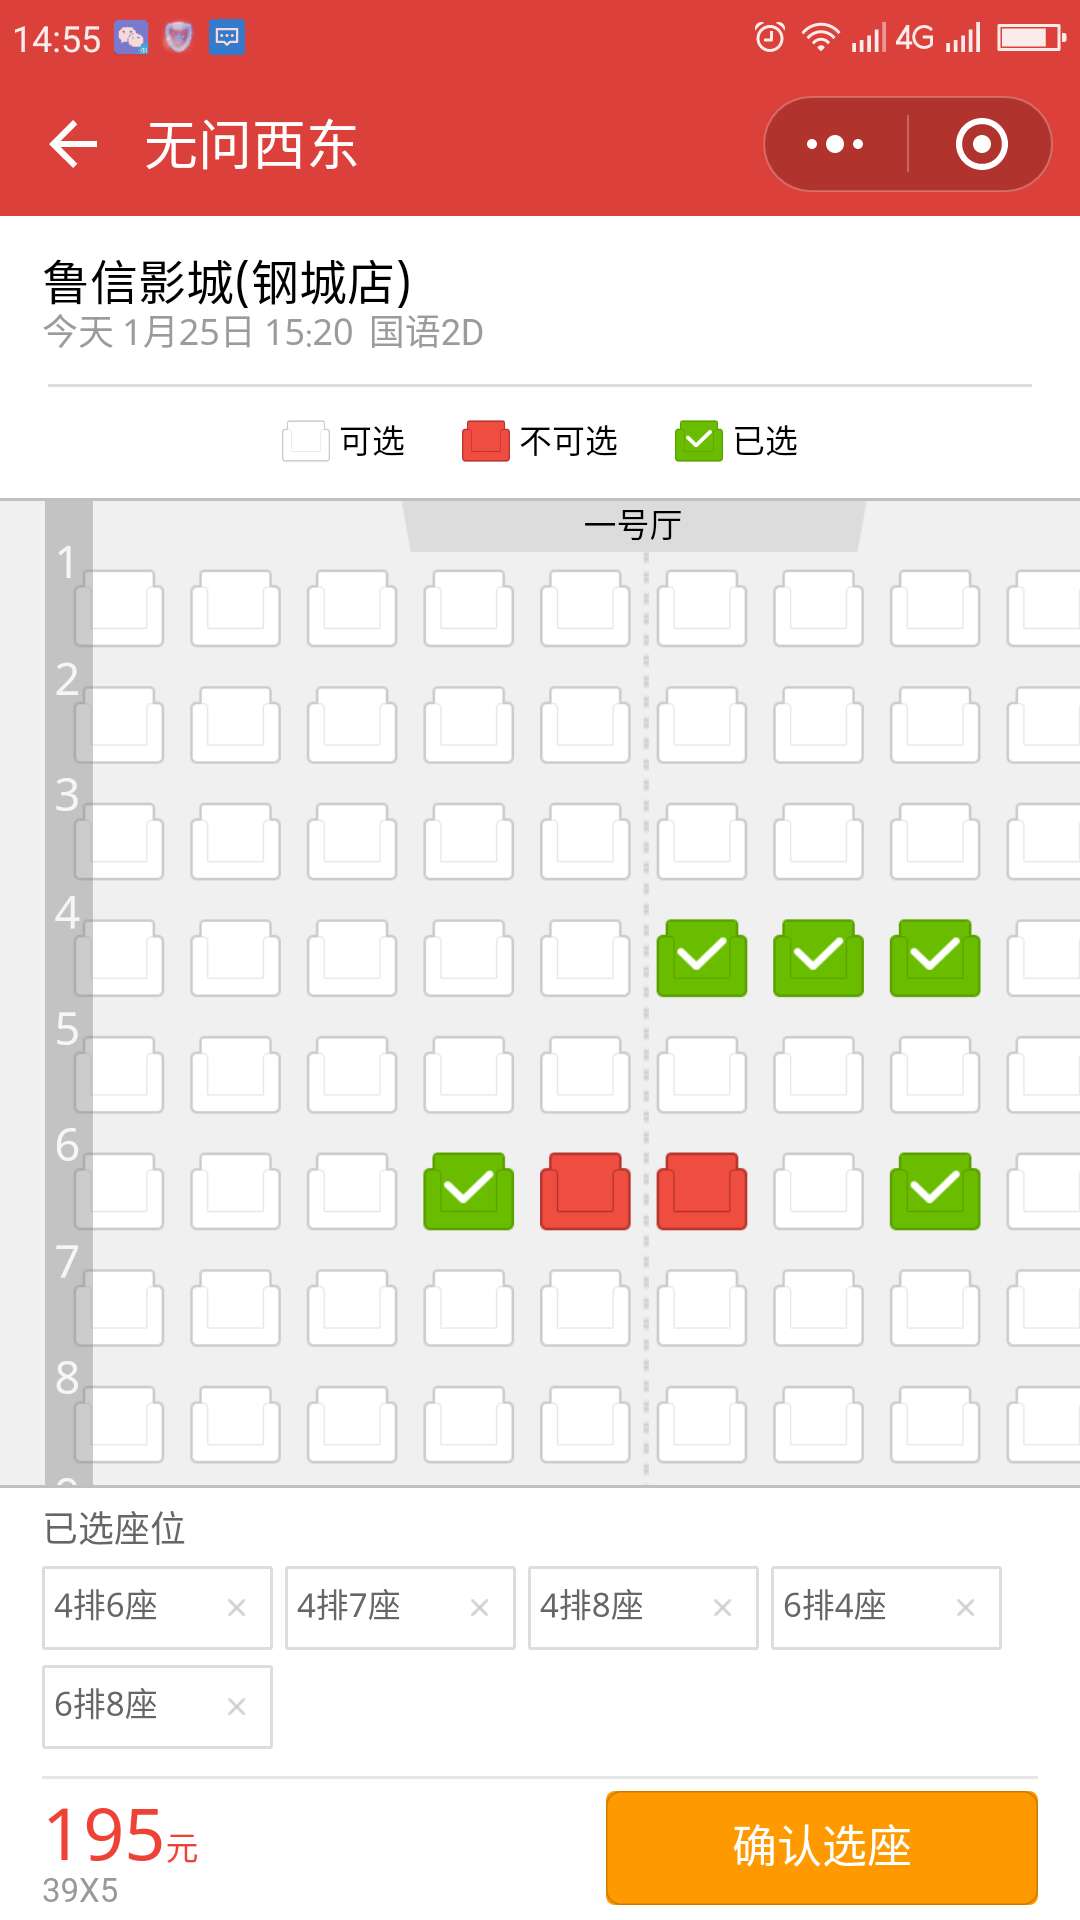 14:55 4G
无问西东
鲁信影城(钢城店)
今天 1月25日 15:20 国语2D
可选 不可选 已选
一号厅
1
2
3
4
5
6
7
8
已选座位
4排6座 × 4排7座 × 4排8座 × 6排4座 ×
6排8座 ×
195元
39X5
确认选座